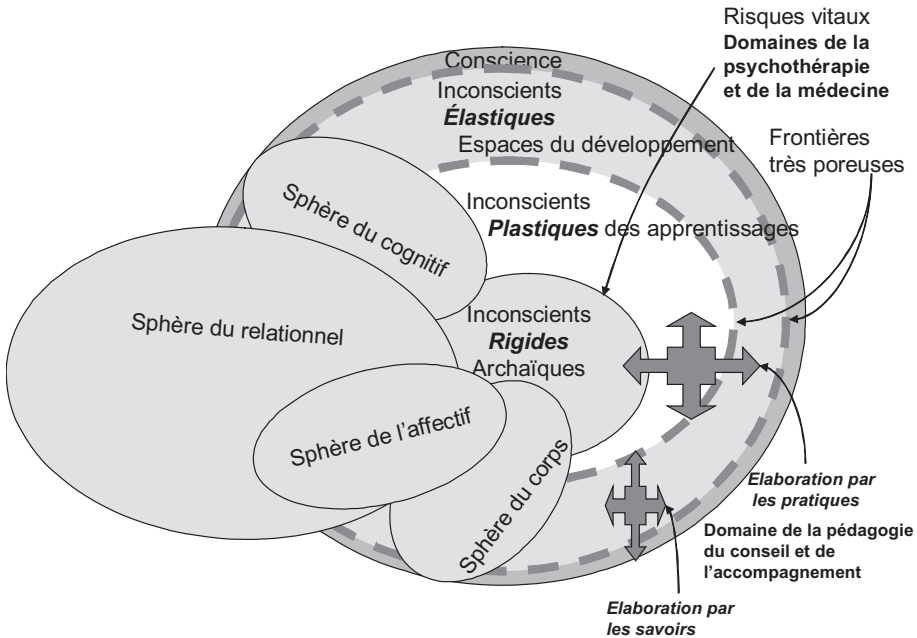 Risques vitaux
Domaines de la
psychothérapie
et de la médecine
Conscience
Inconscients
Élastiques
Espaces du développement
Frontières
très poreuses
Inconscients
Plastiques des apprentissages
Sphère du cognitif
Sphère du relationnel
Inconscients
Rigides
Archaïques
Sphère de l'affectif
Sphère du corps
Elaboration par
les pratiques
Domaine de la pédagogie
du conseil et de
l'accompagnement
Elaboration par
les savoirs